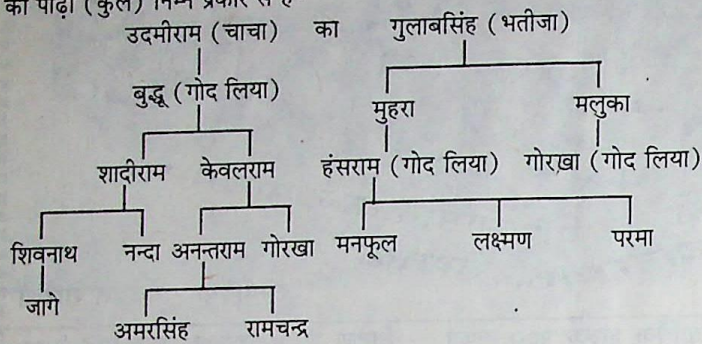 की पीढ़ी (कुल) निम्न प्रकार से है
उदमीराम (चाचा) का गुलाबसिंह (भतीजा)
बुद्धू (गोद लिया) मुहरा मलुका
शादीराम केवलराम हंसराम (गोद लिया) गोरखा (गोद लिया)
शिवनाथ नन्दा अनन्तराम गोरखा मनफूल लक्ष्मण परमा
जागे
अमरसिंह रामचन्द्र